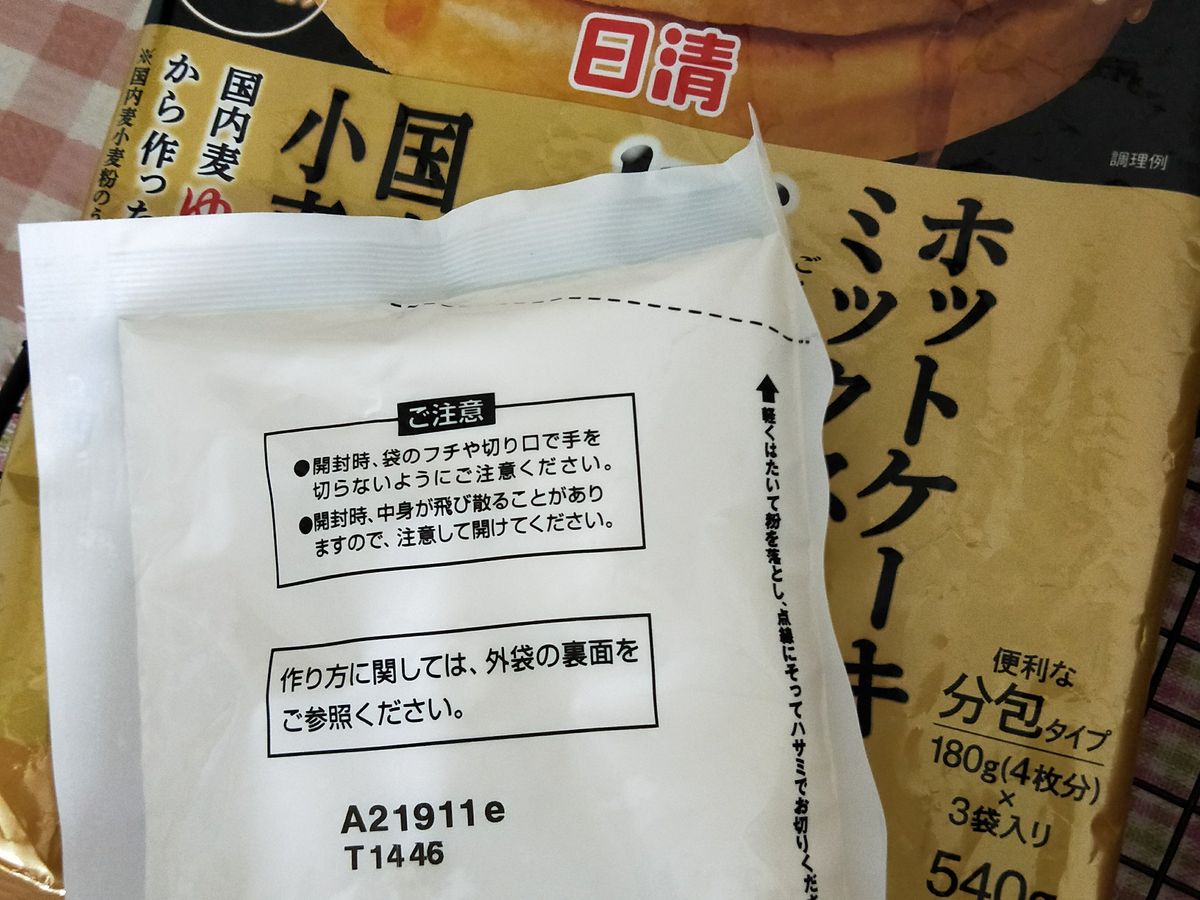 日清
調理例
ホットケーキ
ミックス
国内麦
から作った
※国内麦小麦粉のう
国
小麦
ご注意
●開封時、袋のフチや切り口で手を
切らないようにご注意ください。
●開封時、中身が飛び散ることがあり
ますので、注意して開けてください。
作り方に関しては、外袋の裏面を
ご参照ください。
A21911e
T1446
軽くはたいて粉を落とし、点線にそってハサミでお切りくださ
便利な
分包タイプ
180g(4枚分)
×
3袋入り
540g